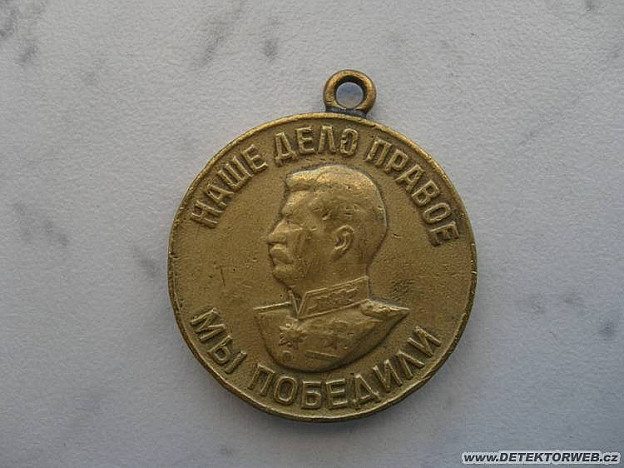 НАШЕ ДЕЛО ПРАВОЕ
МЫ ПОБЕДИЛИ
www.DETEKTORWEB.cz